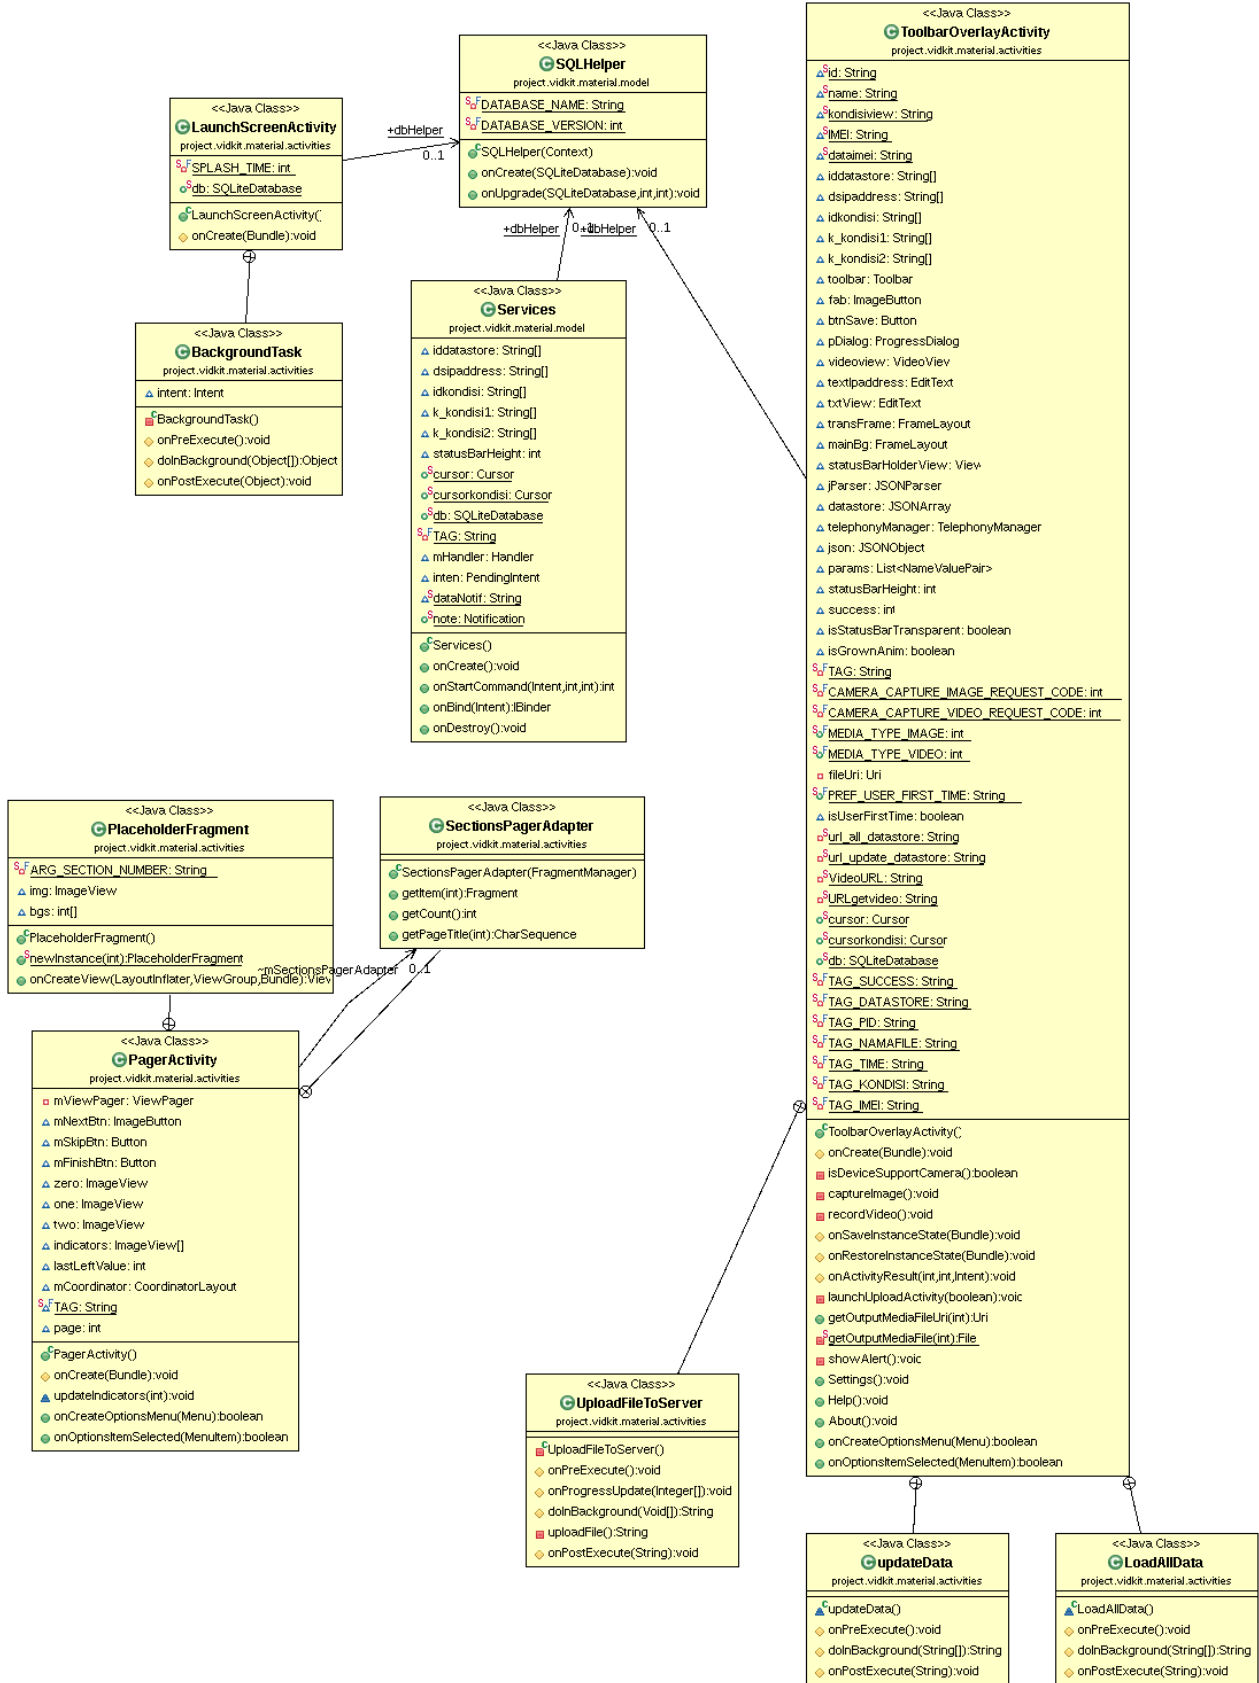 <<Java Class>>
SQLHelper
project.vidkit.material.model
DATABASE_NAME: String
DATABASE_VERSION: int
SQLHelper(Context)
onCreate(SQLiteDatabase):void
onUpgrade(SQLiteDatabase,int,int):void
<<Java Class>>
LaunchScreenActivity
project.vidkit.material.activities
SPLASH_TIME: int
db: SQLiteDatabase
LaunchScreenActivity(
onCreate(Bundle):void
+dbHelper
0..1
+dbHelper
0..1
+dbHelper
0..1
<<Java Class>>
BackgroundTask
project.vidkit.material.activities
intent: Intent
BackgroundTask()
onPreExecute():void
doInBackground(Object[]):Object
onPostExecute(Object):void
<<Java Class>>
Services
project.vidkit.material.model
iddatastore: String[]
dsipaddress: String[]
idkondisi: String[]
k_kondisi1: String[]
k_kondisi2: String[]
statusBarHeight: int
cursor: Cursor
cursorkondisi: Cursor
db: SQLiteDatabase
TAG: String
mHandler: Handler
inten: PendingIntent
dataNotif: String
note: Notification
Services()
onCreate():void
onStartCommand(Intent,int,int):int
onBind(Intent):IBinder
onDestroy():void
<<Java Class>>
ToolbarOverlayActivity
project.vidkit.material.activities
id: String
name: String
kondisiview: String
IMEI: String
dataimei: String
iddatastore: String[]
dsipaddress: String[]
idkondisi: String[]
k_kondisi1: String[]
k_kondisi2: String[]
toolbar: Toolbar
fab: ImageButton
btnSave: Button
pDialog: ProgressDialog
videoview: VideoView
textIpaddress: EditText
txtView: EditText
transFrame: FrameLayout
mainBg: FrameLayout
statusBarHolderView: View
jParser: JSONParser
datastore: JSONArray
telephonyManager: TelephonyManager
json: JSONObject
params: List<NameValuePair>
statusBarHeight: int
success: int
isStatusBarTransparent: boolean
isGrownAnim: boolean
TAG: String
CAMERA_CAPTURE_IMAGE_REQUEST_CODE: int
CAMERA_CAPTURE_VIDEO_REQUEST_CODE: int
MEDIA_TYPE_IMAGE: int
MEDIA_TYPE_VIDEO: int
fileUri: Uri
PREF_USER_FIRST_TIME: String
isUserFirstTime: boolean
url_all_datastore: String
url_update_datastore: String
VideoURL: String
URLgetvideo: String
cursor: Cursor
cursorkondisi: Cursor
db: SQLiteDatabase
TAG_SUCCESS: String
TAG_DATASTORE: String
TAG_PID: String
TAG_NAMAFILE: String
TAG_TIME: String
TAG_KONDISI: String
TAG_IMEI: String
ToolbarOverlayActivity()
onCreate(Bundle):void
isDeviceSupportCamera():boolean
captureImage():void
recordVideo():void
onSaveInstanceState(Bundle):void
onRestoreInstanceState(Bundle):void
onActivityResult(int,int,Intent):void
launchUploadActivity(boolean):void
getOutputMediaFileUri(int):Uri
getOutputMediaFile(int):File
showAlert():void
Settings():void
Help():void
About():void
onCreateOptionsMenu(Menu):boolean
onOptionsItemSelected(MenuItem):boolean
<<Java Class>>
PlaceholderFragment
project.vidkit.material.activities
ARG_SECTION_NUMBER: String
img: ImageView
bgs: int[]
PlaceholderFragment()
newInstance(int):PlaceholderFragment
onCreateView(LayoutInflater,ViewGroup,Bundle):View
<<Java Class>>
SectionsPagerAdapter
project.vidkit.material.activities
SectionsPagerAdapter(FragmentManager)
getItem(int):Fragment
getCount():int
getPageTitle(int):CharSequence
~mSectionsPagerAdapter
0..1
<<Java Class>>
PagerActivity
project.vidkit.material.activities
mViewPager: ViewPager
mNextBtn: ImageButton
mSkipBtn: Button
mFinishBtn: Button
zero: ImageView
one: ImageView
two: ImageView
indicators: ImageView[]
lastLeftValue: int
mCoordinator: CoordinatorLayout
TAG: String
page: int
PagerActivity()
onCreate(Bundle):void
updateIndicators(int):void
onCreateOptionsMenu(Menu):boolean
onOptionsItemSelected(MenuItem):boolean
<<Java Class>>
UploadFileToServer
project.vidkit.material.activities
UploadFileToServer()
onPreExecute():void
onProgressUpdate(Integer[]):void
doInBackground(Void[]):String
uploadFile():String
onPostExecute(String):void
<<Java Class>>
updateData
project.vidkit.material.activities
updateData()
onPreExecute():void
doInBackground(String[]):String
onPostExecute(String):void
<<Java Class>>
LoadAllData
project.vidkit.material.activities
LoadAllData()
onPreExecute():void
doInBackground(String[]):String
onPostExecute(String):void